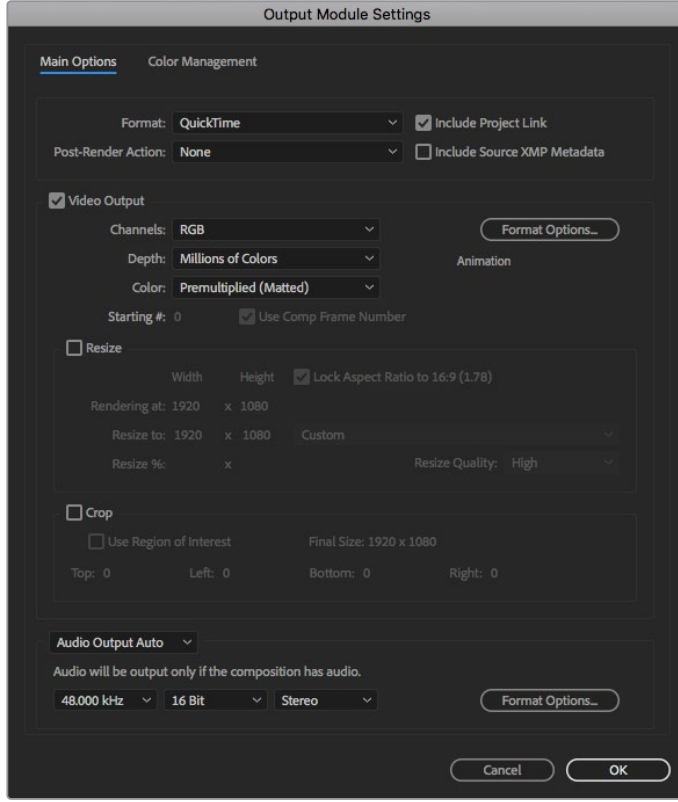 Output Module Settings
Main Options Color Management
Format: QuickTime Include Project Link
Post-Render Action: None Include Source XMP Metadata
Video Output
Channels: RGB Format Options...
Depth: Millions of Colors Animation
Color: Premultiplied (Matted)
Starting #: 0 Use Comp Frame Number
Resize
Width Height Lock Aspect Ratio to 16:9 (1.78)
Rendering at: 1920 x 1080
Resize to: 1920 x 1080 Custom
Resize %: x Resize Quality: High
Crop
Use Region of Interest Final Size: 1920 x 1080
Top: 0 Left: 0 Bottom: 0 Right: 0
Audio Output Auto
Audio will be output only if the composition has audio.
48.000 kHz 16 Bit Stereo Format Options...
Cancel OK